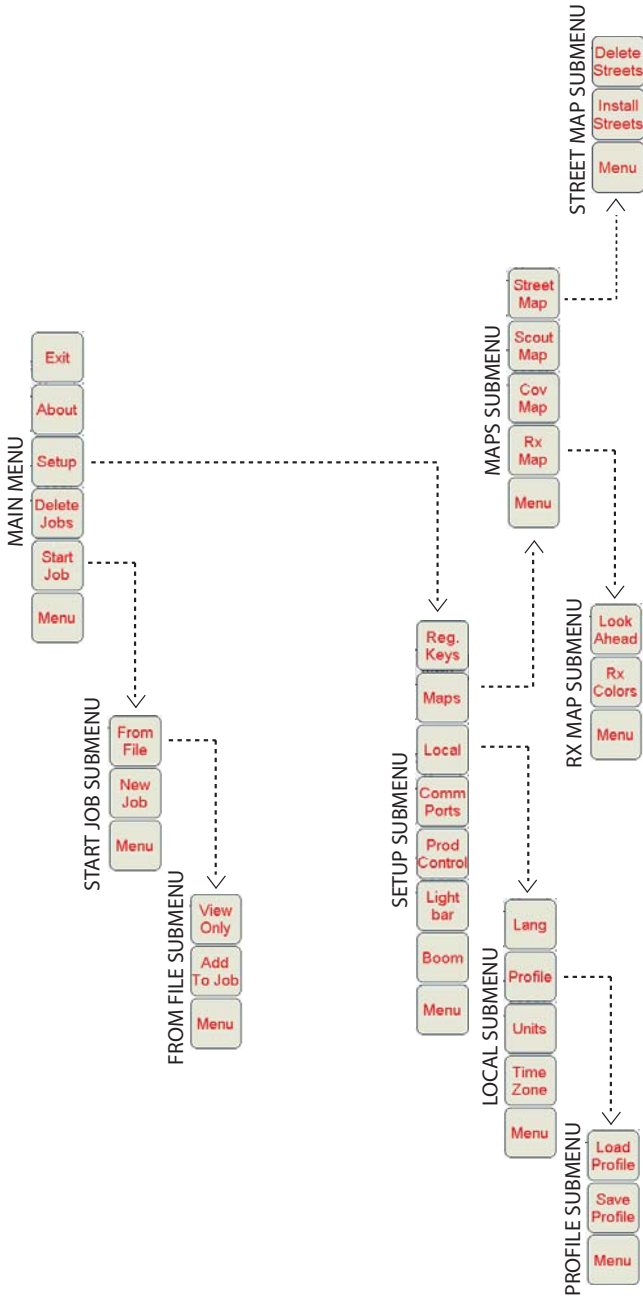 MAIN MENU
Exit
About
Setup
Delete
Jobs
Start
Job
Menu
START JOB SUBMENU
From
File
New
Job
Menu
FROM FILE SUBMENU
View
Only
Add
To Job
Menu
SETUP SUBMENU
Reg.
Keys
Maps
Local
Comm
Ports
Prod
Control
Light
bar
Boom
Menu
LOCAL SUBMENU
Lang
Profile
Units
Time
Zone
Menu
PROFILE SUBMENU
Load
Profile
Save
Profile
Menu
MAPS SUBMENU
Street
Map
Scout
Map
Cov
Map
Rx
Map
Menu
RX MAP SUBMENU
Look
Ahead
Rx
Colors
Menu
STREET MAP SUBMENU
Delete
Streets
Install
Streets
Menu